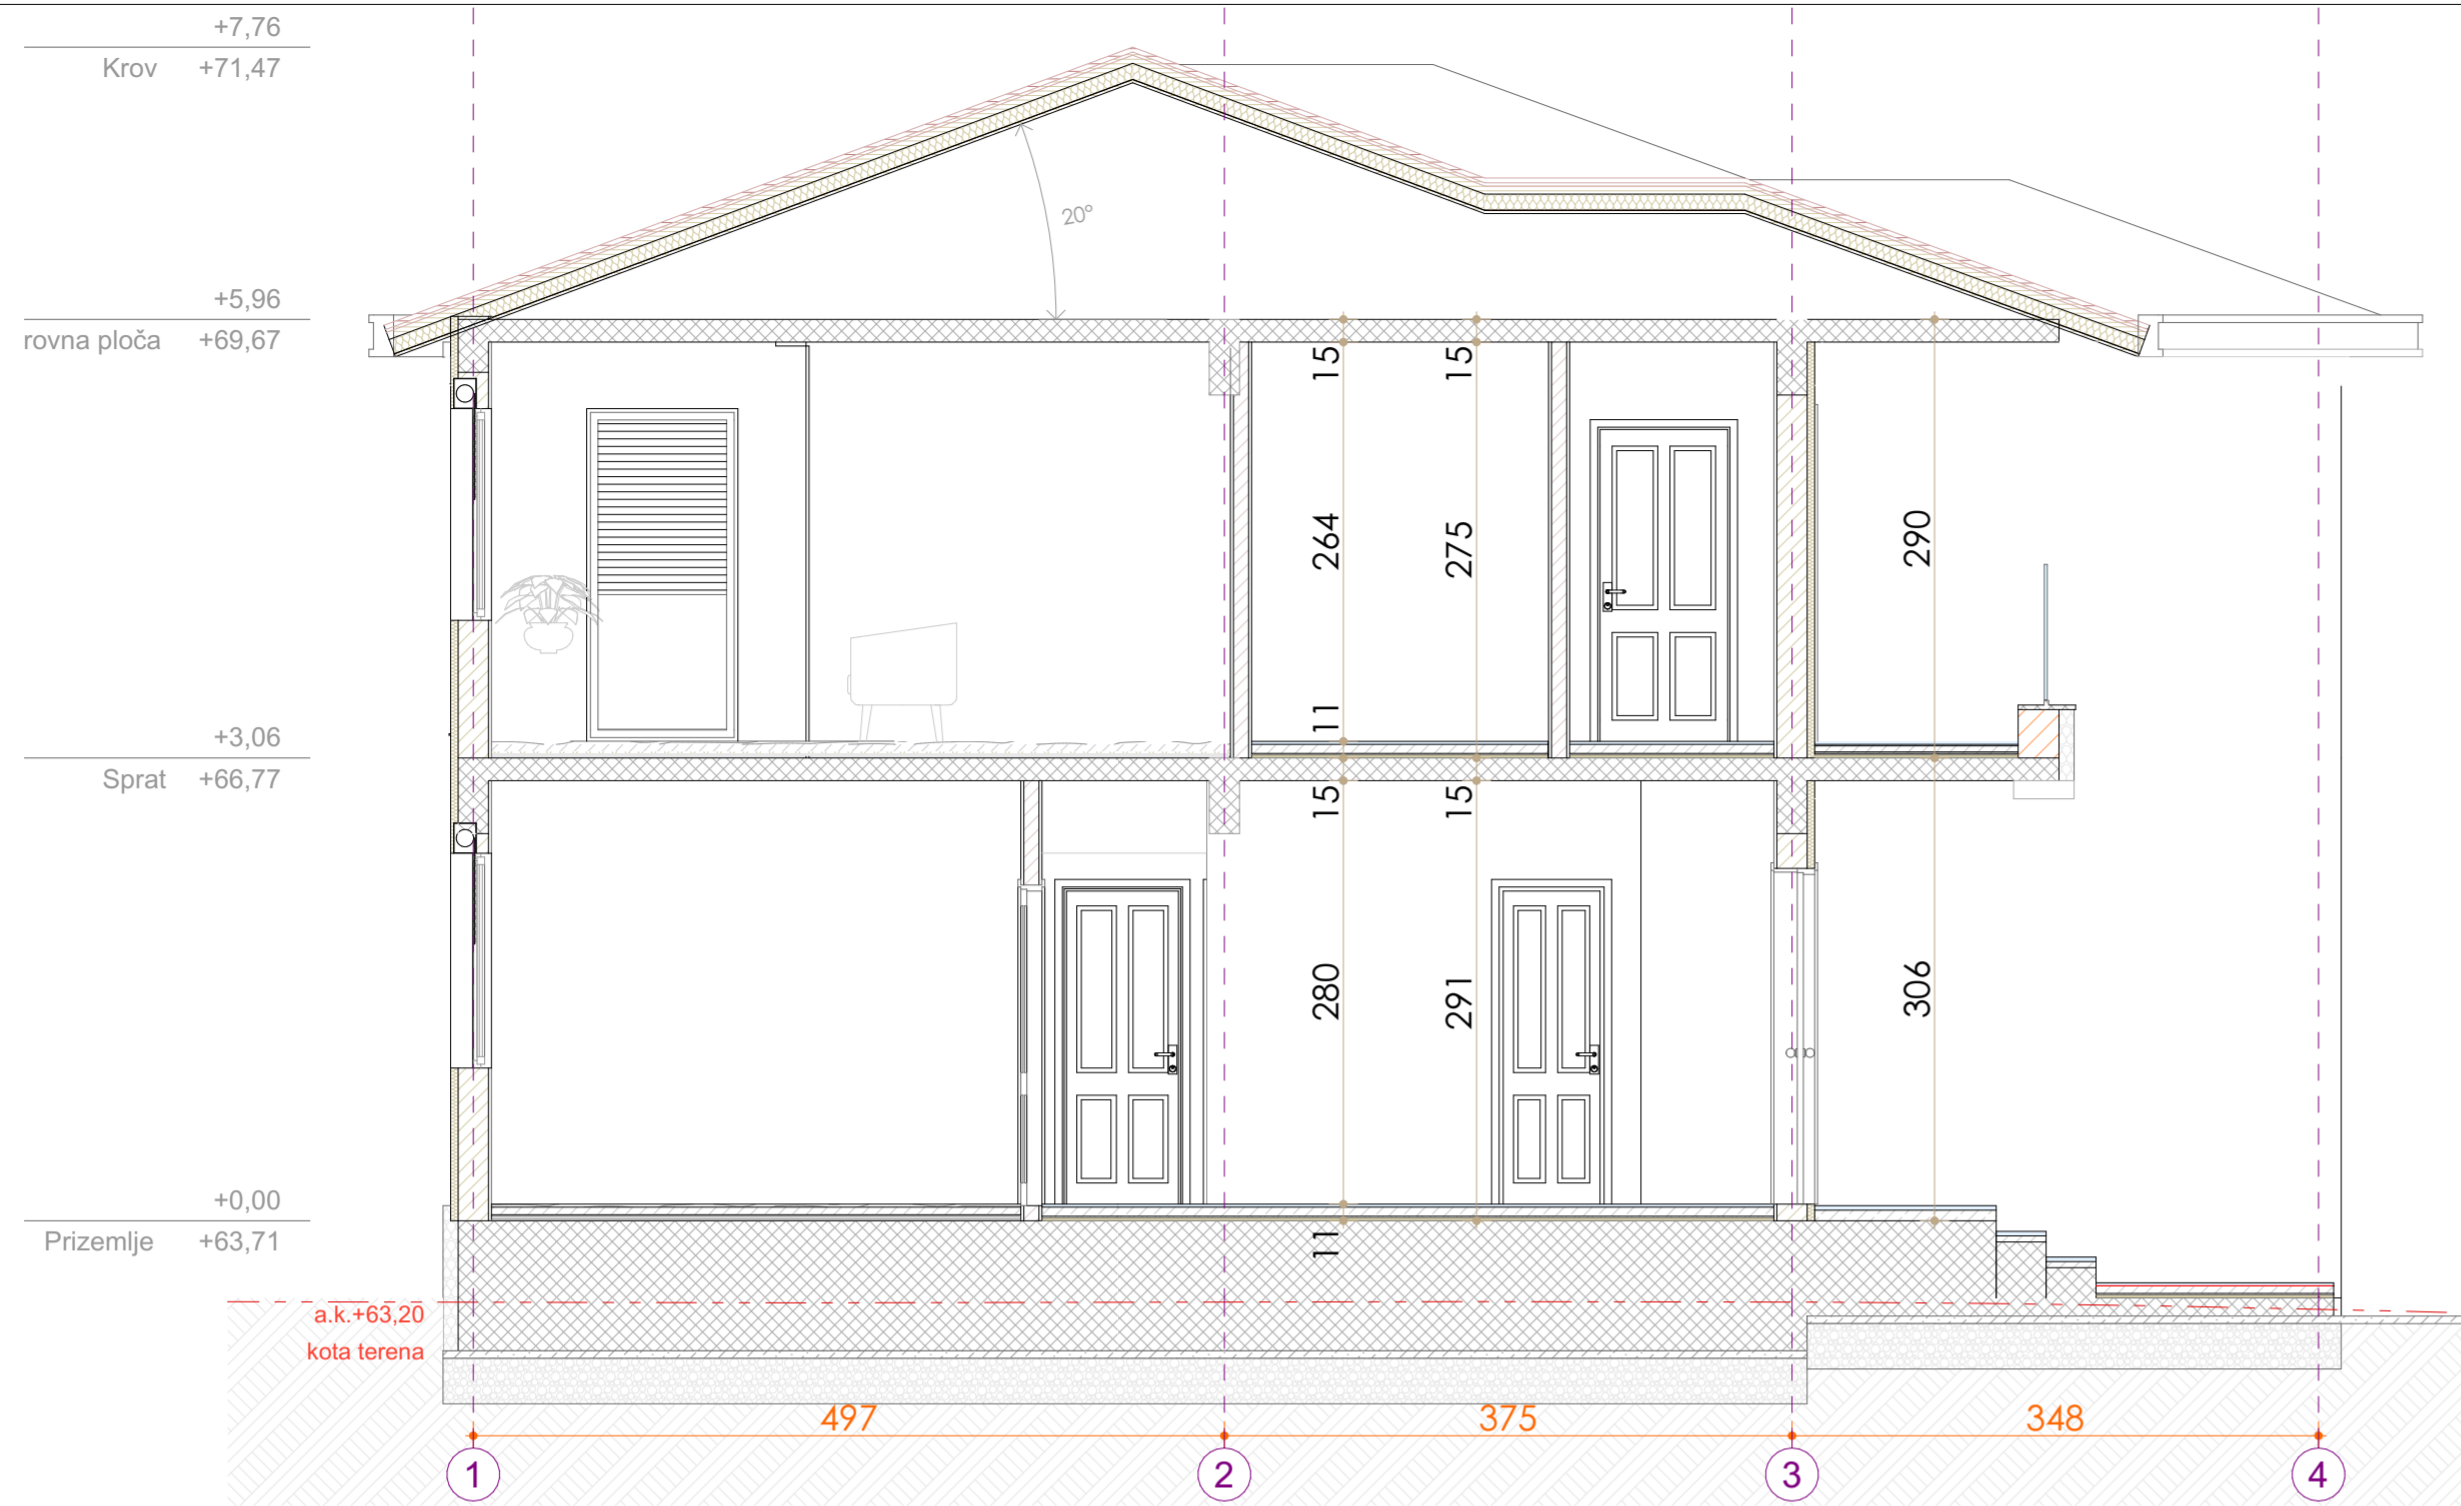 +7,76
Krov +71,47
20°
+5,96
rovna ploča +69,67
15 15
264 275 290
11
+3,06
Sprat +66,77
15 15
280 291 306
+0,00
Prizemlje +63,71
11
a.k.+63,20
kota terena
497 375 348
1 2 3 4